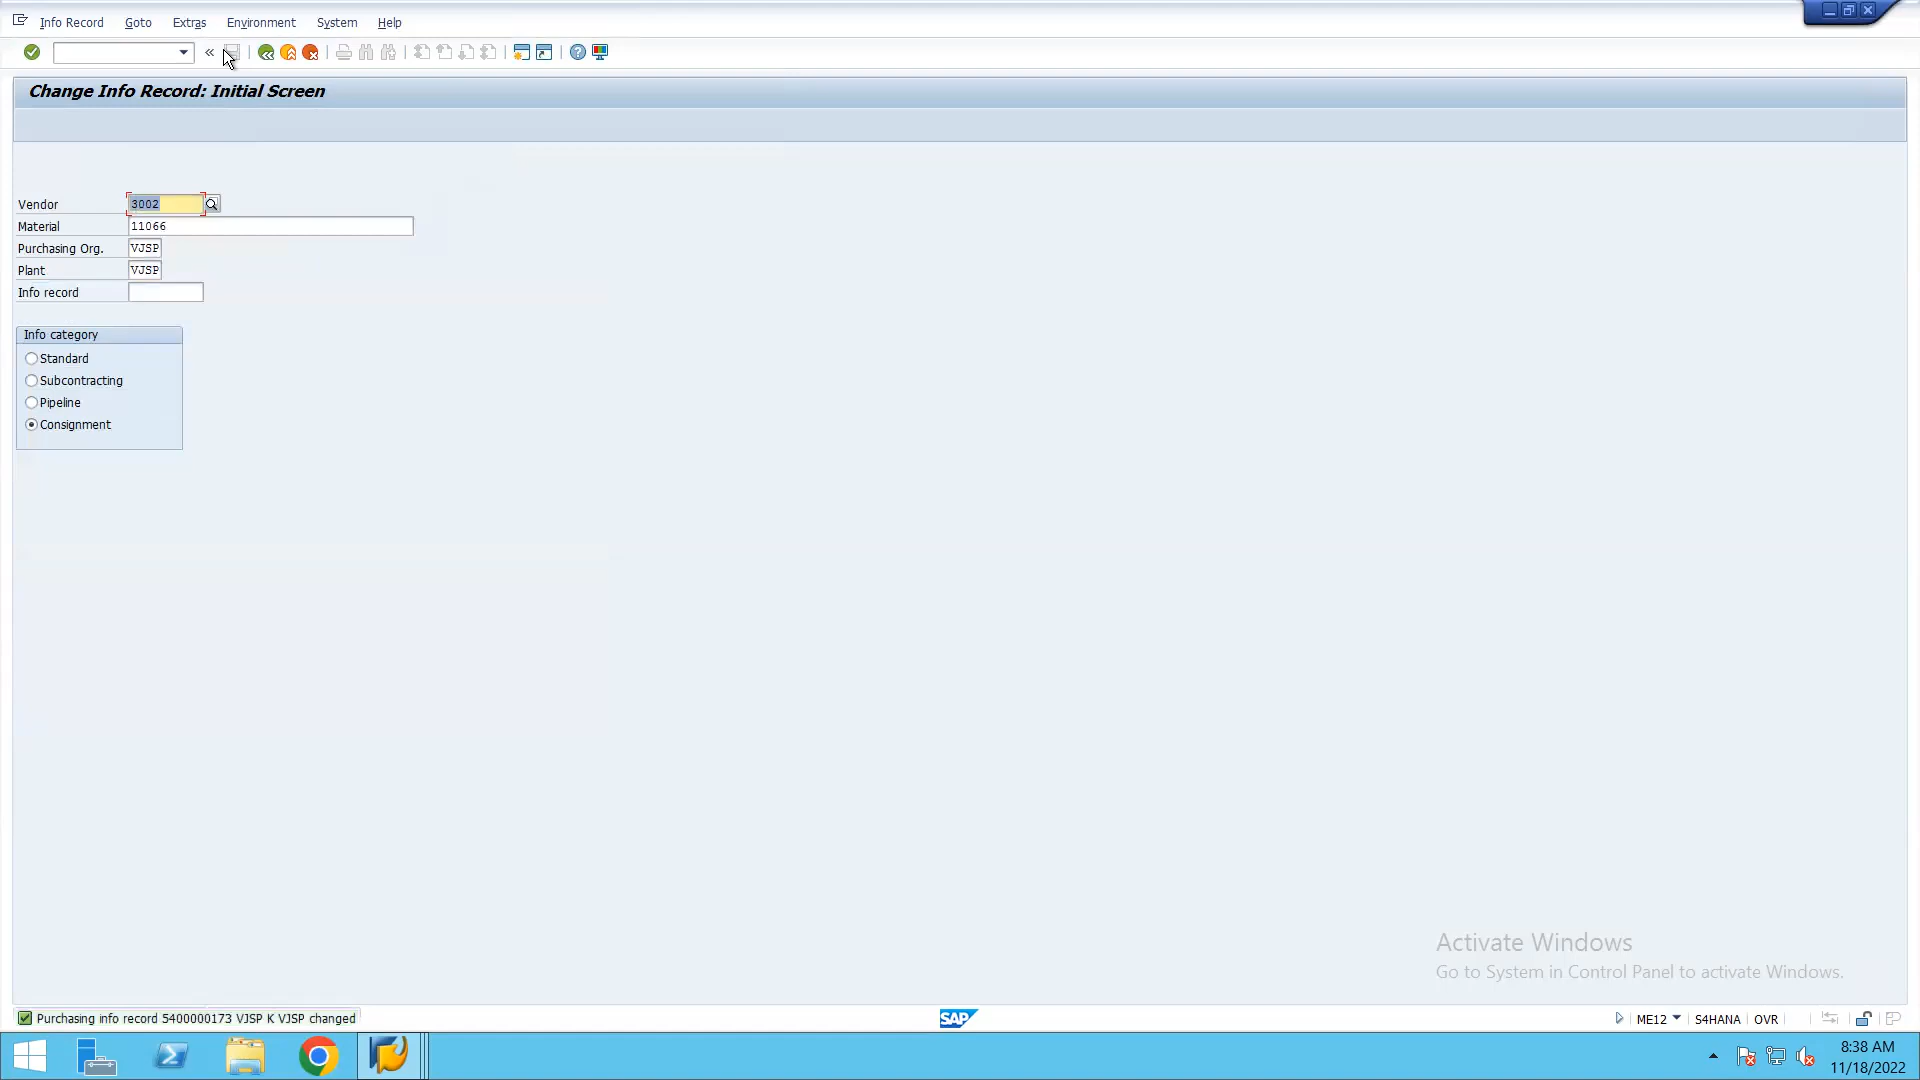 Info Record Goto Extras Environment System Help
Change Info Record: Initial Screen
Vendor 3002
Material 11066
Purchasing Org. VJSP
Plant VJSP
Info record
Info category
Standard
Subcontracting
Pipeline
Consignment
Activate Windows
Go to System in Control Panel to activate Windows.
Purchasing info record 5400000173 VJSP K VJSP changed
SAP
ME12 S4HANA OVR
8:38 AM
11/18/2022